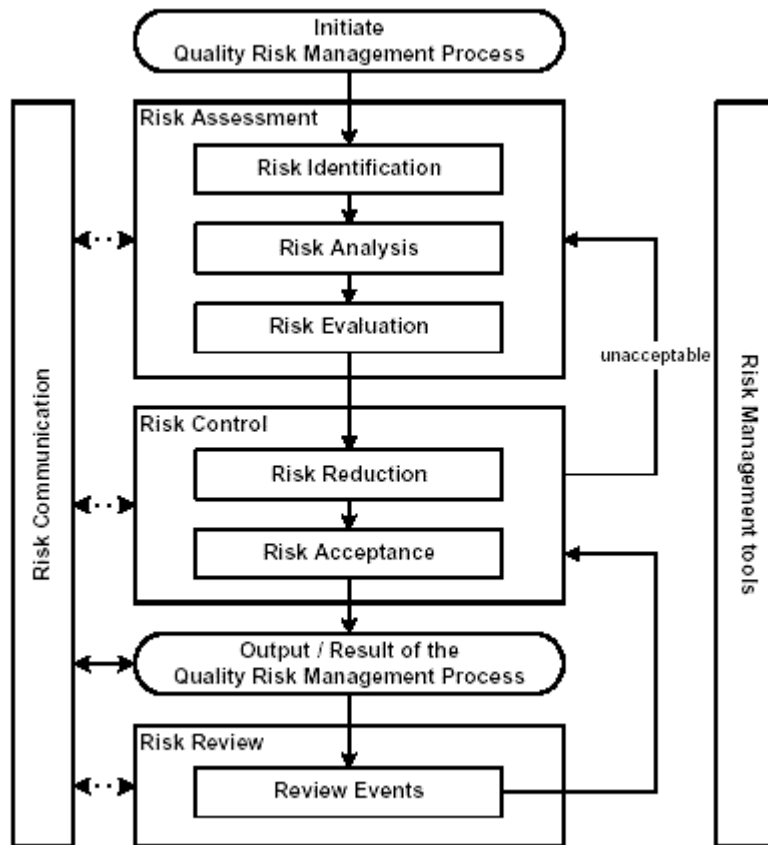 Initiate
Quality Risk Management Process
Risk Assessment
Risk Identification
Risk Analysis
Risk Evaluation
unacceptable
Risk Control
Risk Reduction
Risk Acceptance
Output / Result of the
Quality Risk Management Process
Risk Review
Review Events
Risk Communication
Risk Management tools